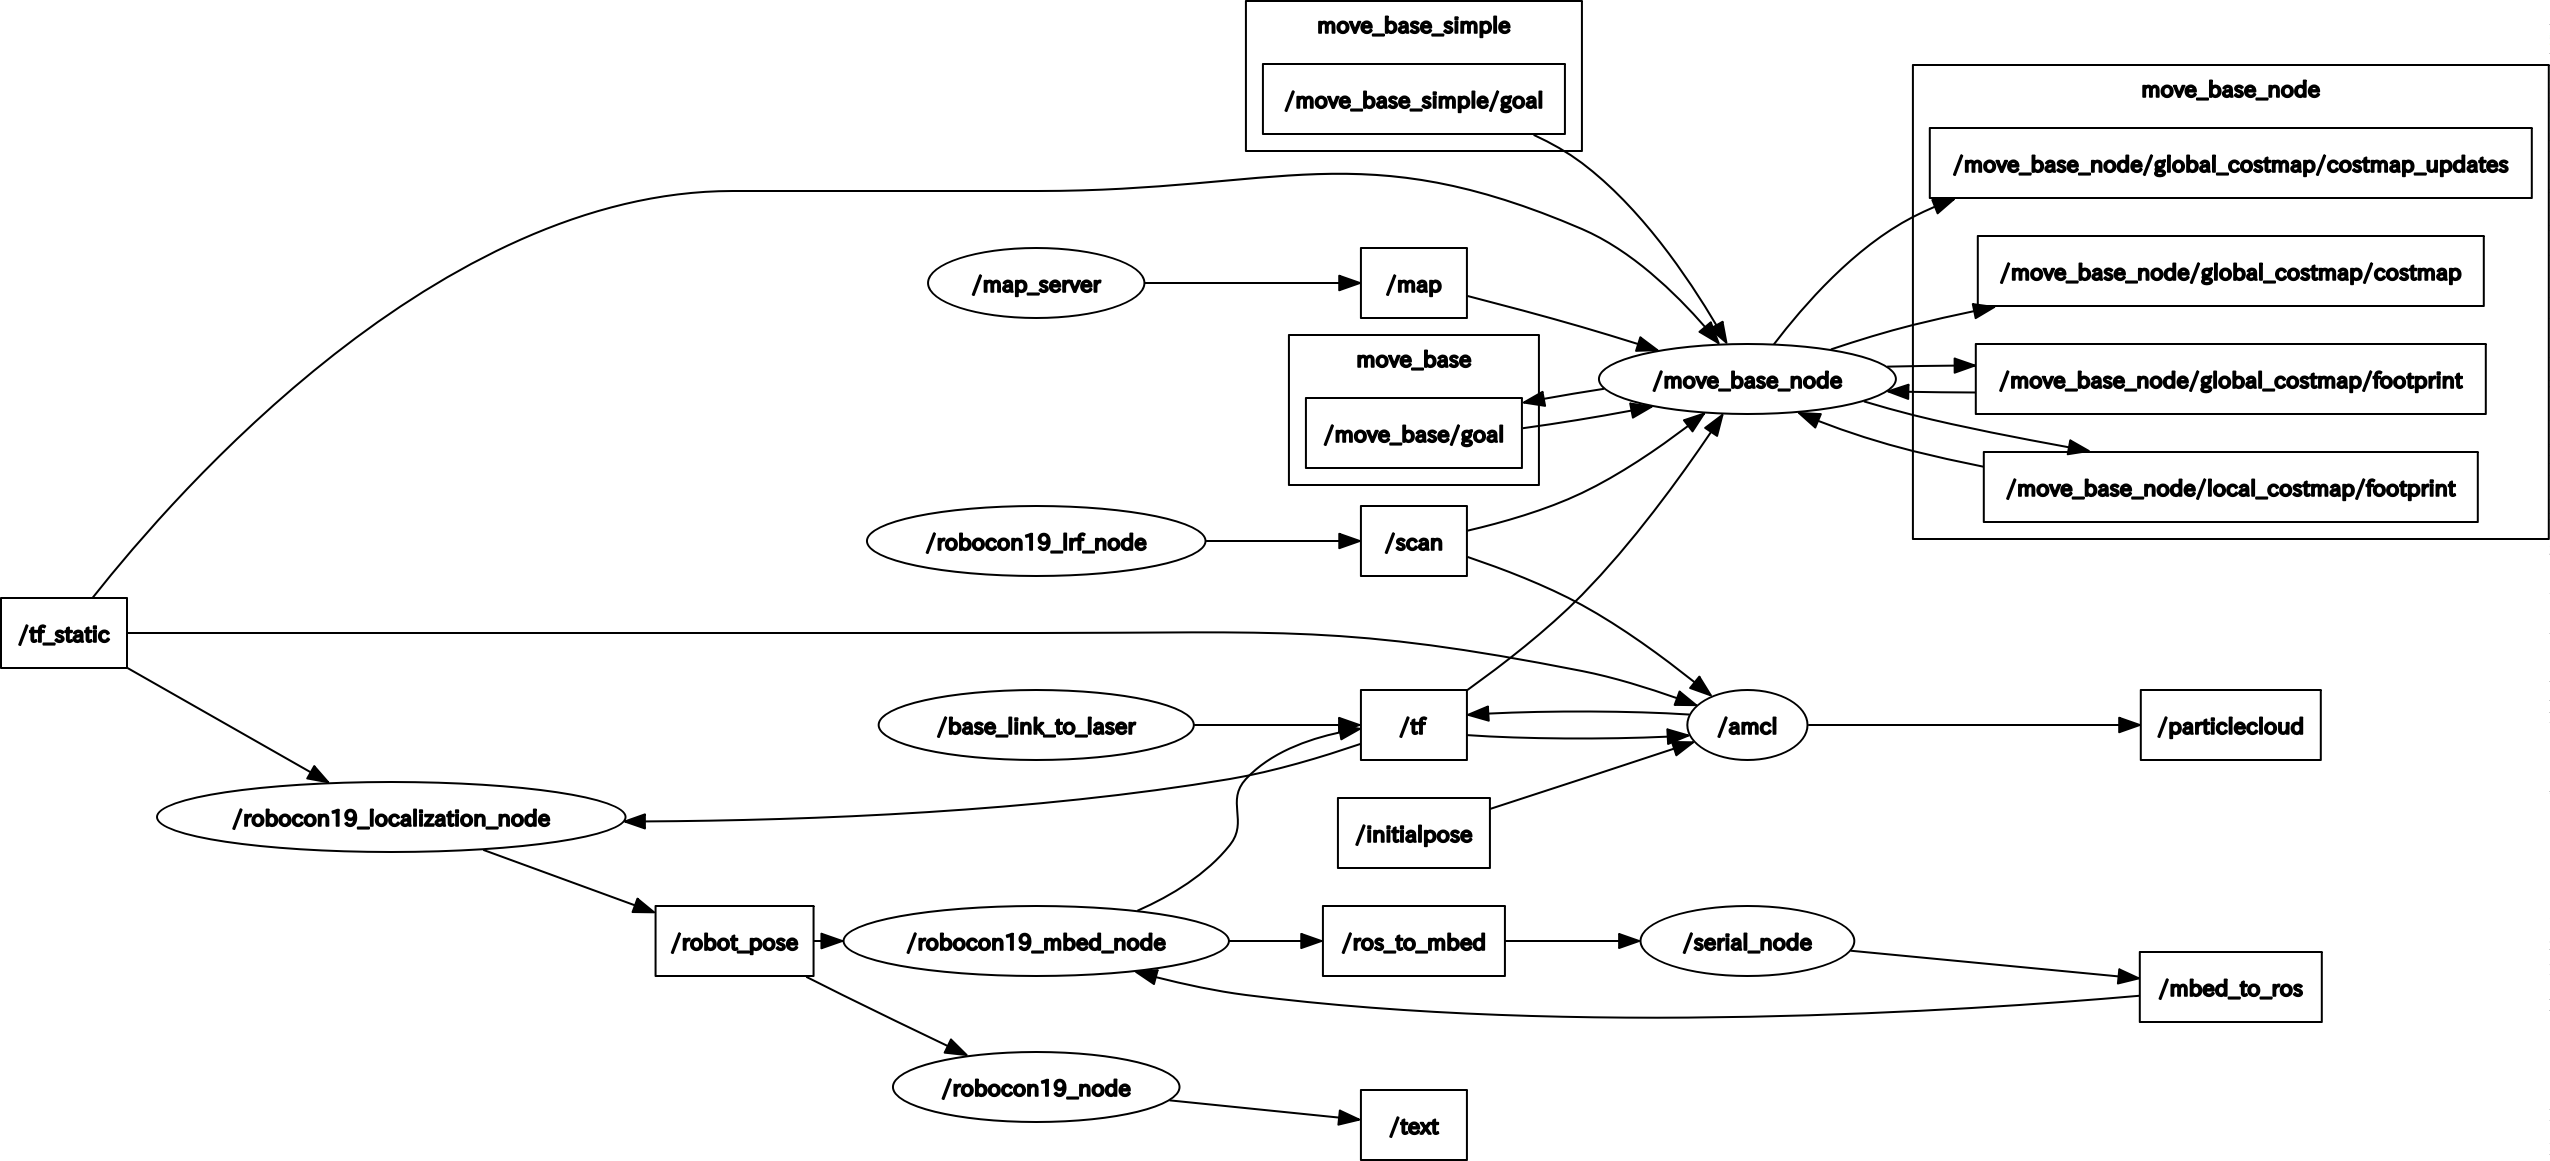 move_base_simple
/move_base_simple/goal
move_base_node
/move_base_node/global_costmap/costmap_updates
/map_server
/map
/move_base_node/global_costmap/costmap
move_base
/move_base/goal
/move_base_node
/move_base_node/global_costmap/footprint
/move_base_node/local_costmap/footprint
/robocon19_lrf_node
/scan
/tf_static
/base_link_to_laser
/tf
/amcl
/particlecloud
/robocon19_localization_node
/initialpose
/robot_pose
/robocon19_mbed_node
/ros_to_mbed
/serial_node
/mbed_to_ros
/robocon19_node
/text